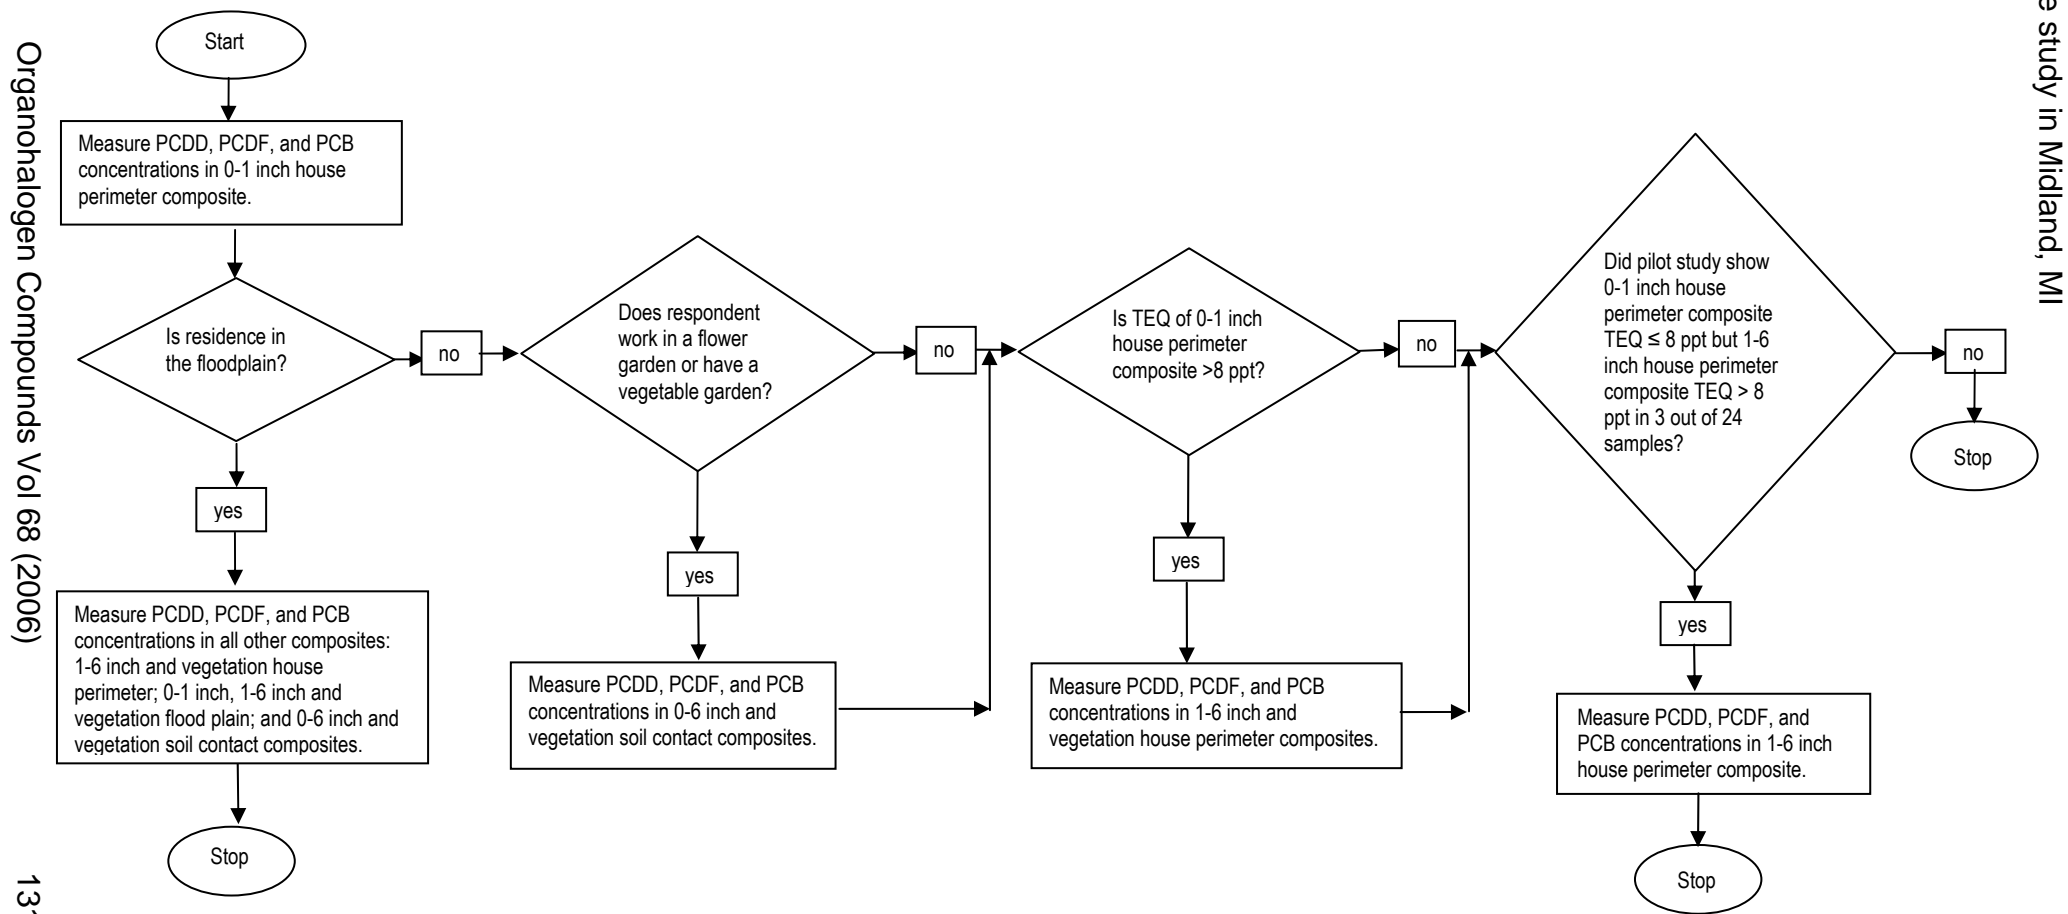 Start
Measure PCDD, PCDF, and PCB
concentrations in 0-1 inch house
perimeter composite.
Is residence in
the floodplain?
no
yes
Measure PCDD, PCDF, and PCB
concentrations in all other composites:
1-6 inch and vegetation house
perimeter; 0-1 inch, 1-6 inch and
vegetation flood plain; and 0-6 inch and
vegetation soil contact composites.
Stop
Does respondent
work in a flower
garden or have a
vegetable garden?
no
yes
Measure PCDD, PCDF, and PCB
concentrations in 0-6 inch and
vegetation soil contact composites.
Is TEQ of 0-1 inch
house perimeter
composite >8 ppt?
no
yes
Measure PCDD, PCDF, and PCB
concentrations in 1-6 inch and
vegetation house perimeter composites.
Did pilot study show
0-1 inch house
perimeter composite
TEQ ≤ 8 ppt but 1-6
inch house perimeter
composite TEQ > 8
ppt in 3 out of 24
samples?
no
Stop
yes
Measure PCDD, PCDF, and
PCB concentrations in 1-6 inch
house perimeter composite.
Stop
study in Midland, MI
Organohalogen Compounds Vol 68 (2006)